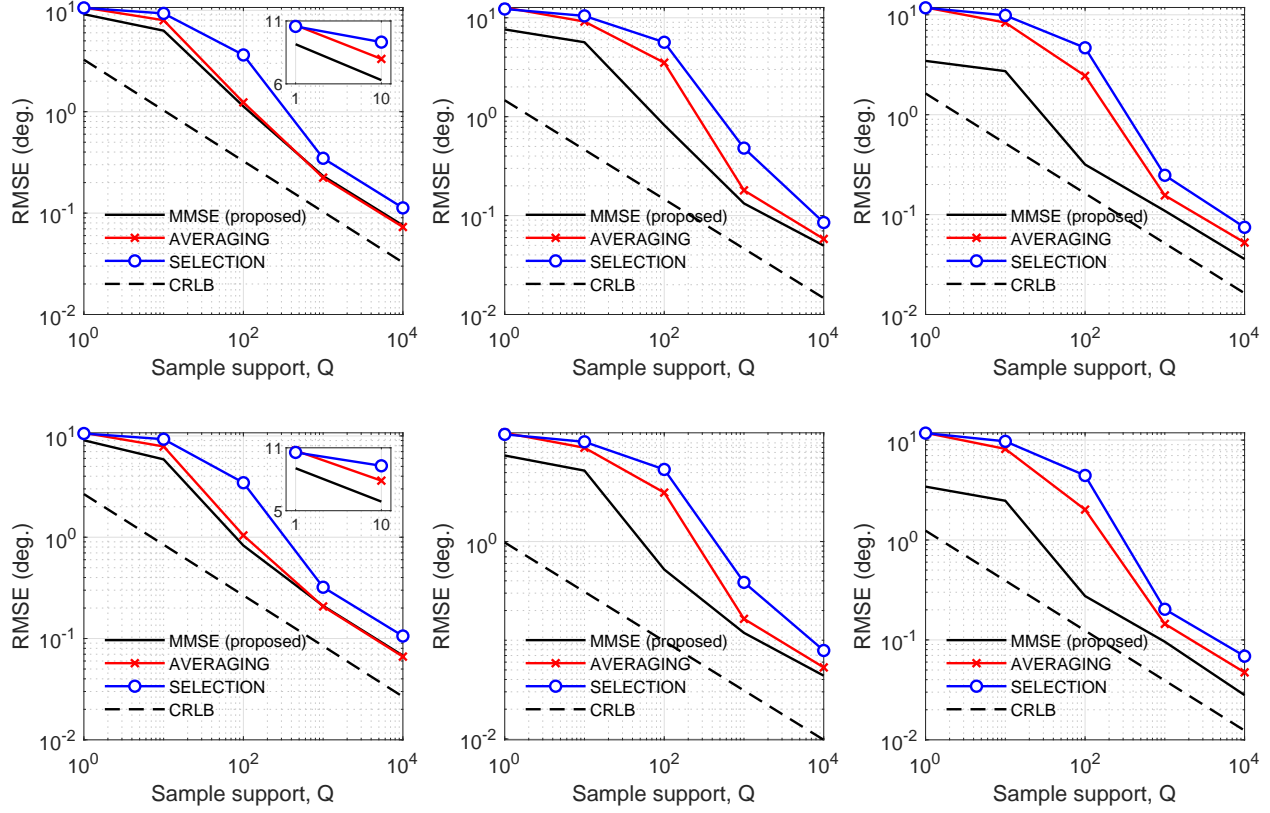 10^1
10^0
10^-1
10^-2
RMSE (deg.)
11
6
1
10
MMSE (proposed)
AVERAGING
SELECTION
CRLB
10^0
10^2
10^4
Sample support, Q
10^1
10^0
10^-1
10^-2
RMSE (deg.)
MMSE (proposed)
AVERAGING
SELECTION
CRLB
10^0
10^2
10^4
Sample support, Q
10^1
10^0
10^-1
10^-2
RMSE (deg.)
MMSE (proposed)
AVERAGING
SELECTION
CRLB
10^0
10^2
10^4
Sample support, Q
10^1
10^0
10^-1
10^-2
RMSE (deg.)
11
5
1
10
MMSE (proposed)
AVERAGING
SELECTION
CRLB
10^0
10^2
10^4
Sample support, Q
10^0
10^-2
RMSE (deg.)
MMSE (proposed)
AVERAGING
SELECTION
CRLB
10^0
10^2
10^4
Sample support, Q
10^1
10^0
10^-1
10^-2
RMSE (deg.)
MMSE (proposed)
AVERAGING
SELECTION
CRLB
10^0
10^2
10^4
Sample support, Q